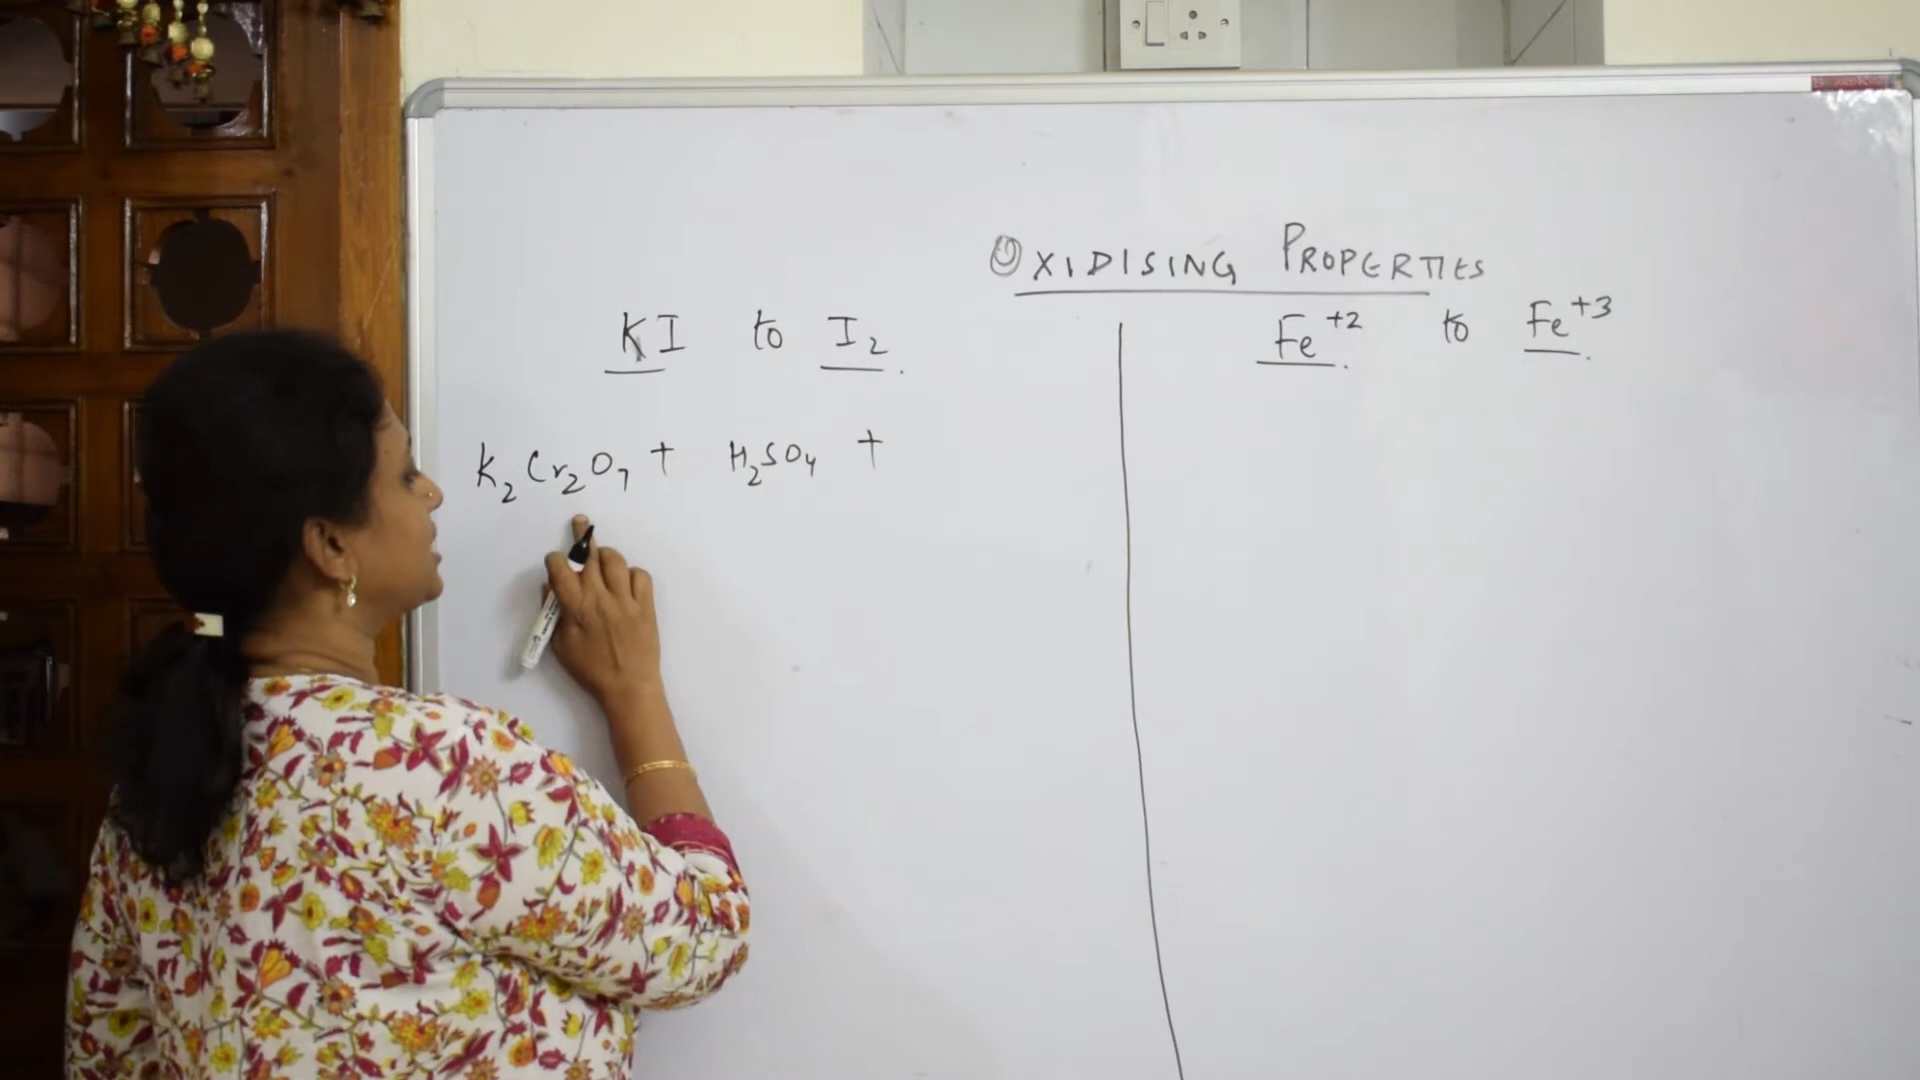 OXIDISING PROPERTIES
KI to I₂.
K₂Cr₂O₇ + H₂SO₄ +
Fe⁺². to Fe⁺³.